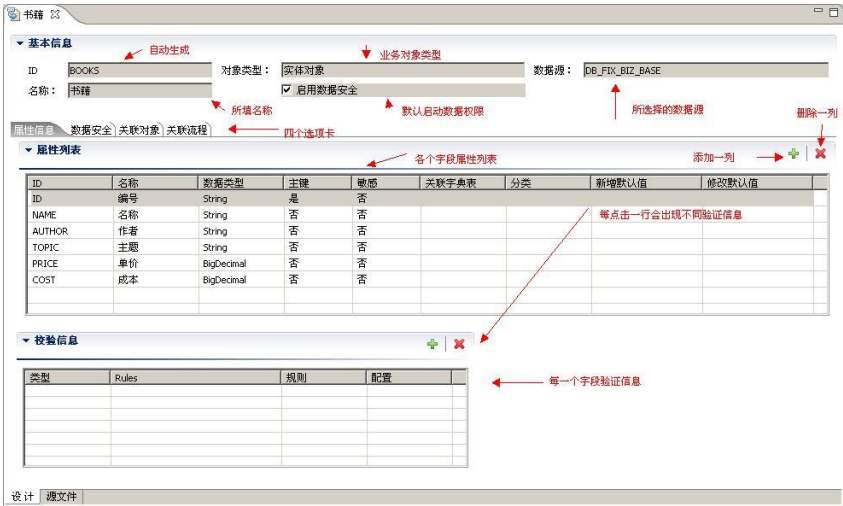 书籍
基本信息
自动生成
业务对象类型
ID BOOKS 对象类型： 实体对象 数据源： DB_FIX_BIZ_BASE
名称： 书籍 启用数据安全
所填名称 默认启动数据权限 所选择的数据源 删除一列
属性信息 数据安全 关联对象 关联流程 四个选项卡
属性列表 各个字段属性列表 添加一列
ID 名称 数据类型 主键 敏感 关联字典表 分类 新增默认值 修改默认值
ID 编号 String 是 否
NAME 名称 String 否 否 每点击一行会出现不同验证信息
AUTHOR 作者 String 否 否
TOPIC 主题 String 否 否
PRICE 单价 BigDecimal 否 否
COST 成本 BigDecimal 否 否
校验信息
类型 Rules 规则 配置
每一个字段验证信息
设计 源文件